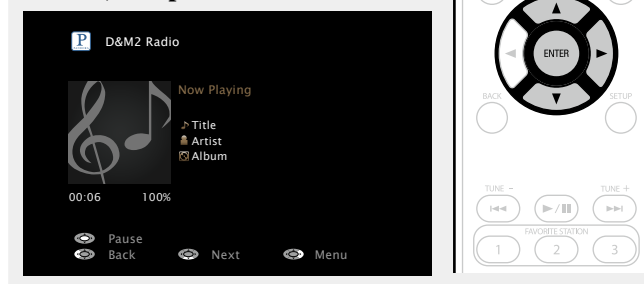 D&M2 Radio
Now Playing
Title
Artist
Album
00:06 100%
Pause
Back Next Menu
ENTER
BACK SETUP
TUNE – TUNE +
FAVORITE STATION
1 2 3